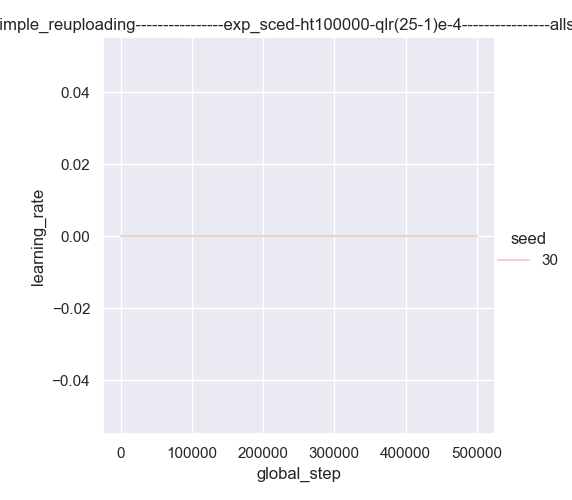 imple_reuploading----------------exp_sced-ht100000-qlr(25-1)e-4----------------alls
0.04
0.02
0.00
−0.02
−0.04
learning_rate
0 100000 200000 300000 400000 500000
global_step
seed
30